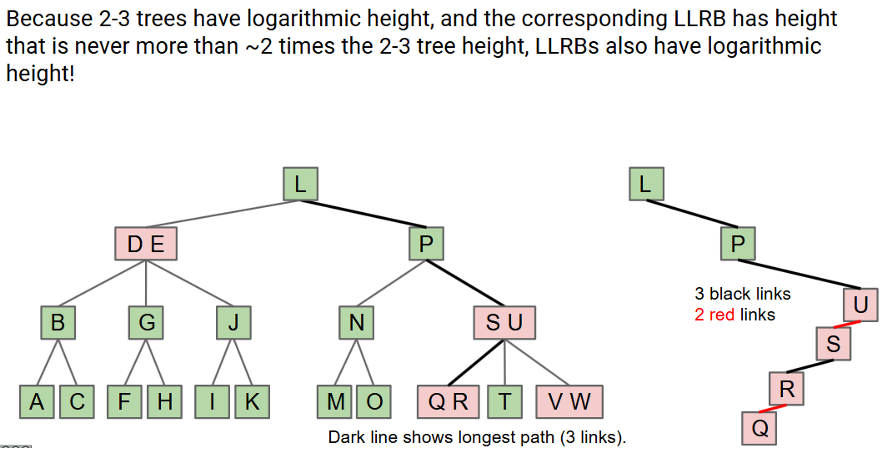 Because 2-3 trees have logarithmic height, and the corresponding LLRB has height
that is never more than ~2 times the 2-3 tree height, LLRBs also have logarithmic
height!
L
L
D E
P
P
3 black links
2 red links
U
B
G
J
N
S U
S
A
C
F
H
I
K
M
O
Q R
T
V W
R
Q
Dark line shows longest path (3 links).